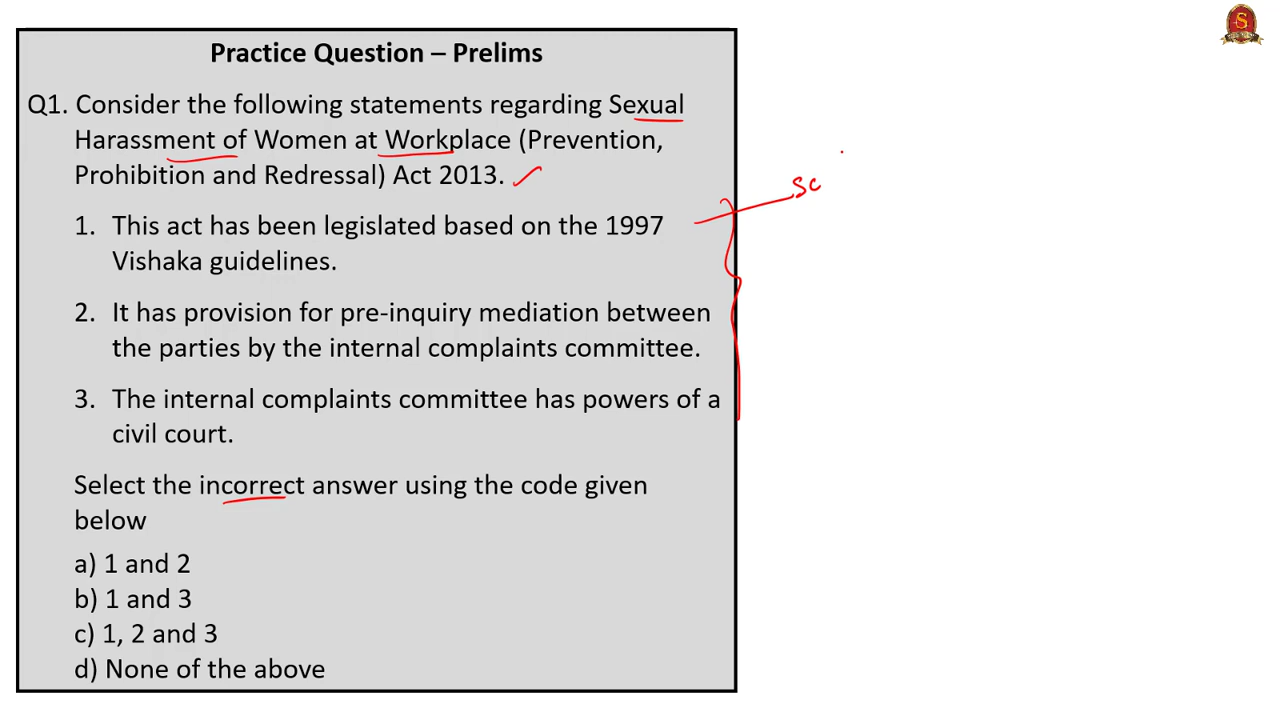 Practice Question – Prelims
Q1. Consider the following statements regarding Sexual
Harassment of Women at Workplace (Prevention,
Prohibition and Redressal) Act 2013.
SC
1. This act has been legislated based on the 1997
Vishaka guidelines.
2. It has provision for pre-inquiry mediation between
the parties by the internal complaints committee.
3. The internal complaints committee has powers of a
civil court.
Select the incorrect answer using the code given
below
a) 1 and 2
b) 1 and 3
c) 1, 2 and 3
d) None of the above